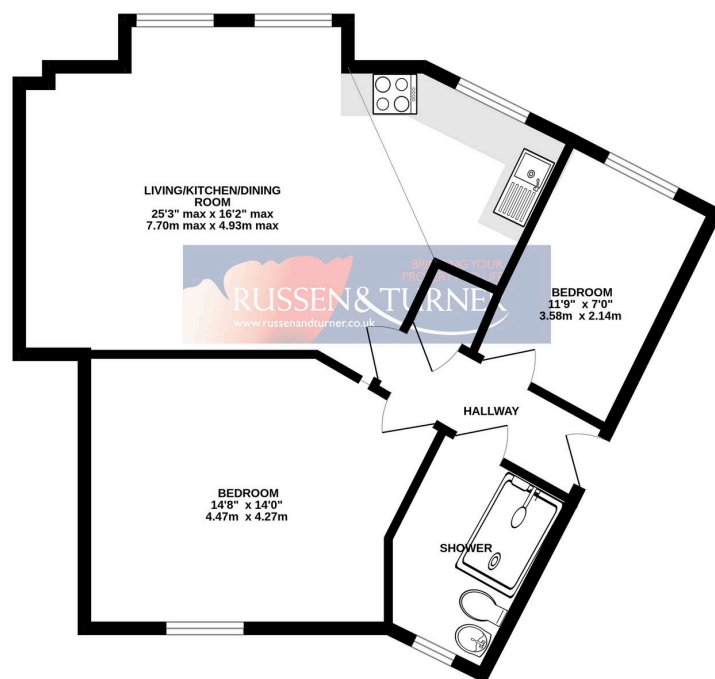 LIVING/KITCHEN/DINING
ROOM
25'3" max x 16'2" max
7.70m max x 4.93m max
RUSSEN & TURNER
www.russenandturner.co.uk
BEDROOM
11'9" x 7'0"
3.58m x 2.14m
HALLWAY
BEDROOM
14'8" x 14'0"
4.47m x 4.27m
SHOWER